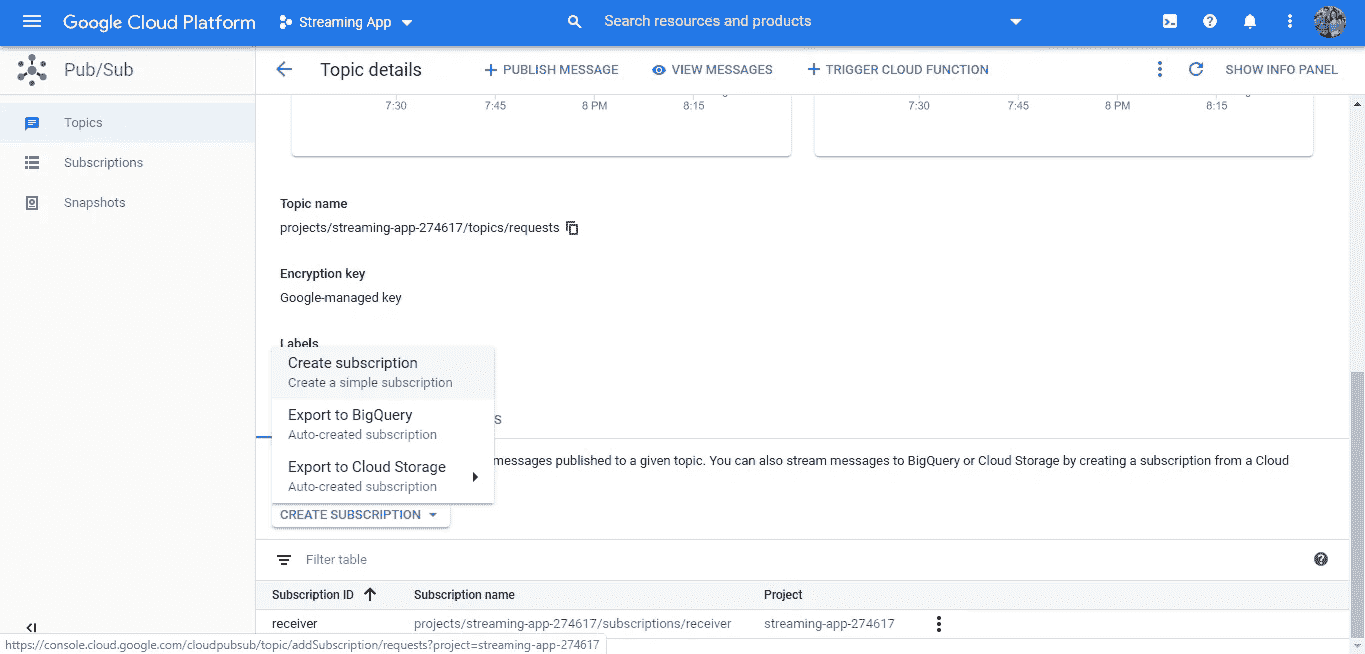 Google Cloud Platform
Streaming App
Search resources and products
Pub/Sub
Topic details
PUBLISH MESSAGE
VIEW MESSAGES
TRIGGER CLOUD FUNCTION
SHOW INFO PANEL
Topics
Subscriptions
Snapshots
7:30 7:45 8 PM 8:15
7:30 7:45 8 PM 8:15
Topic name
projects/streaming-app-274617/topics/requests
Encryption key
Google-managed key
Labels
Create subscription
Create a simple subscription
Export to BigQuery
Auto-created subscription
Export to Cloud Storage
Auto-created subscription
S
messages published to a given topic. You can also stream messages to BigQuery or Cloud Storage by creating a subscription from a Cloud
CREATE SUBSCRIPTION
Filter table
Subscription ID Subscription name Project
receiver projects/streaming-app-274617/subscriptions/receiver streaming-app-274617
https://console.cloud.google.com/cloudpubsub/topic/addSubscription/requests?project=streaming-app-274617